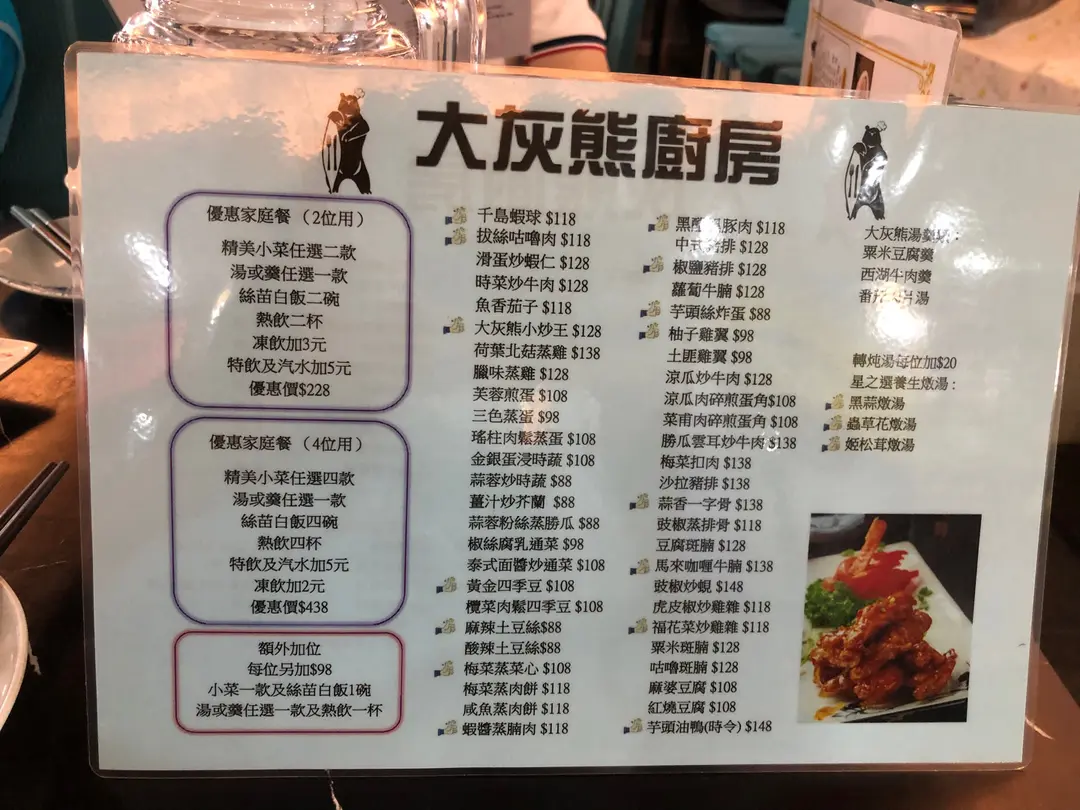 大灰熊廚房
優惠家庭餐（2位用）
精美小菜任選二款
湯或羹任選一款
絲苗白飯二碗
熱飲二杯
凍飲加3元
特飲及汽水加5元
優惠價$228
優惠家庭餐（4位用）
精美小菜任選四款
湯或羹任選一款
絲苗白飯四碗
熱飲四杯
特飲及汽水加5元
凍飲加2元
優惠價$438
額外加位
每位另加$98
小菜一款及絲苗白飯1碗
湯或羹任選一款及熱飲一杯
千島蝦球 $118
拔絲咕嚕肉 $118
滑蛋炒蝦仁 $128
時菜炒牛肉 $128
魚香茄子 $118
大灰熊小炒王 $128
荷葉北菇蒸雞 $138
臘味蒸雞 $128
芙蓉煎蛋 $108
三色蒸蛋 $98
瑤柱肉鬆蒸蛋 $108
金銀蛋浸時蔬 $108
蒜蓉炒時蔬 $88
薑汁炒芥蘭 $88
蒜蓉粉絲蒸勝瓜 $88
椒絲腐乳通菜 $98
泰式面醬炒通菜 $108
黃金四季豆 $108
欖菜肉鬆四季豆 $108
麻辣土豆絲$88
酸辣土豆絲$88
梅菜蒸菜心 $108
梅菜蒸肉餅 $118
咸魚蒸肉餅 $118
蝦醬蒸腩肉 $118
黑醋豚肉 $118
中式豬排 $128
椒鹽豬排 $128
蘿蔔牛腩 $128
芋頭絲炸蛋 $88
柚子雞翼 $98
土匪雞翼 $98
涼瓜炒牛肉 $128
涼瓜肉碎煎蛋角$108
菜甫肉碎煎蛋角 $108
勝瓜雲耳炒牛肉 $138
梅菜扣肉 $138
沙拉豬排 $138
蒜香一字骨 $138
豉椒蒸排骨 $118
豆腐斑腩 $128
馬來咖喱牛腩 $138
豉椒炒蜆 $148
虎皮椒炒雞雜 $118
福花菜炒雞雜 $118
粟米斑腩 $128
咕嚕斑腩 $128
麻婆豆腐 $108
紅燒豆腐 $108
芋頭油鴨(時令) $148
大灰熊湯：
粟米豆腐羹
西湖牛肉羹
番茄片湯
轉炖湯每位加$20
星之選養生燉湯：
黑蒜燉湯
蟲草花燉湯
姬松茸燉湯